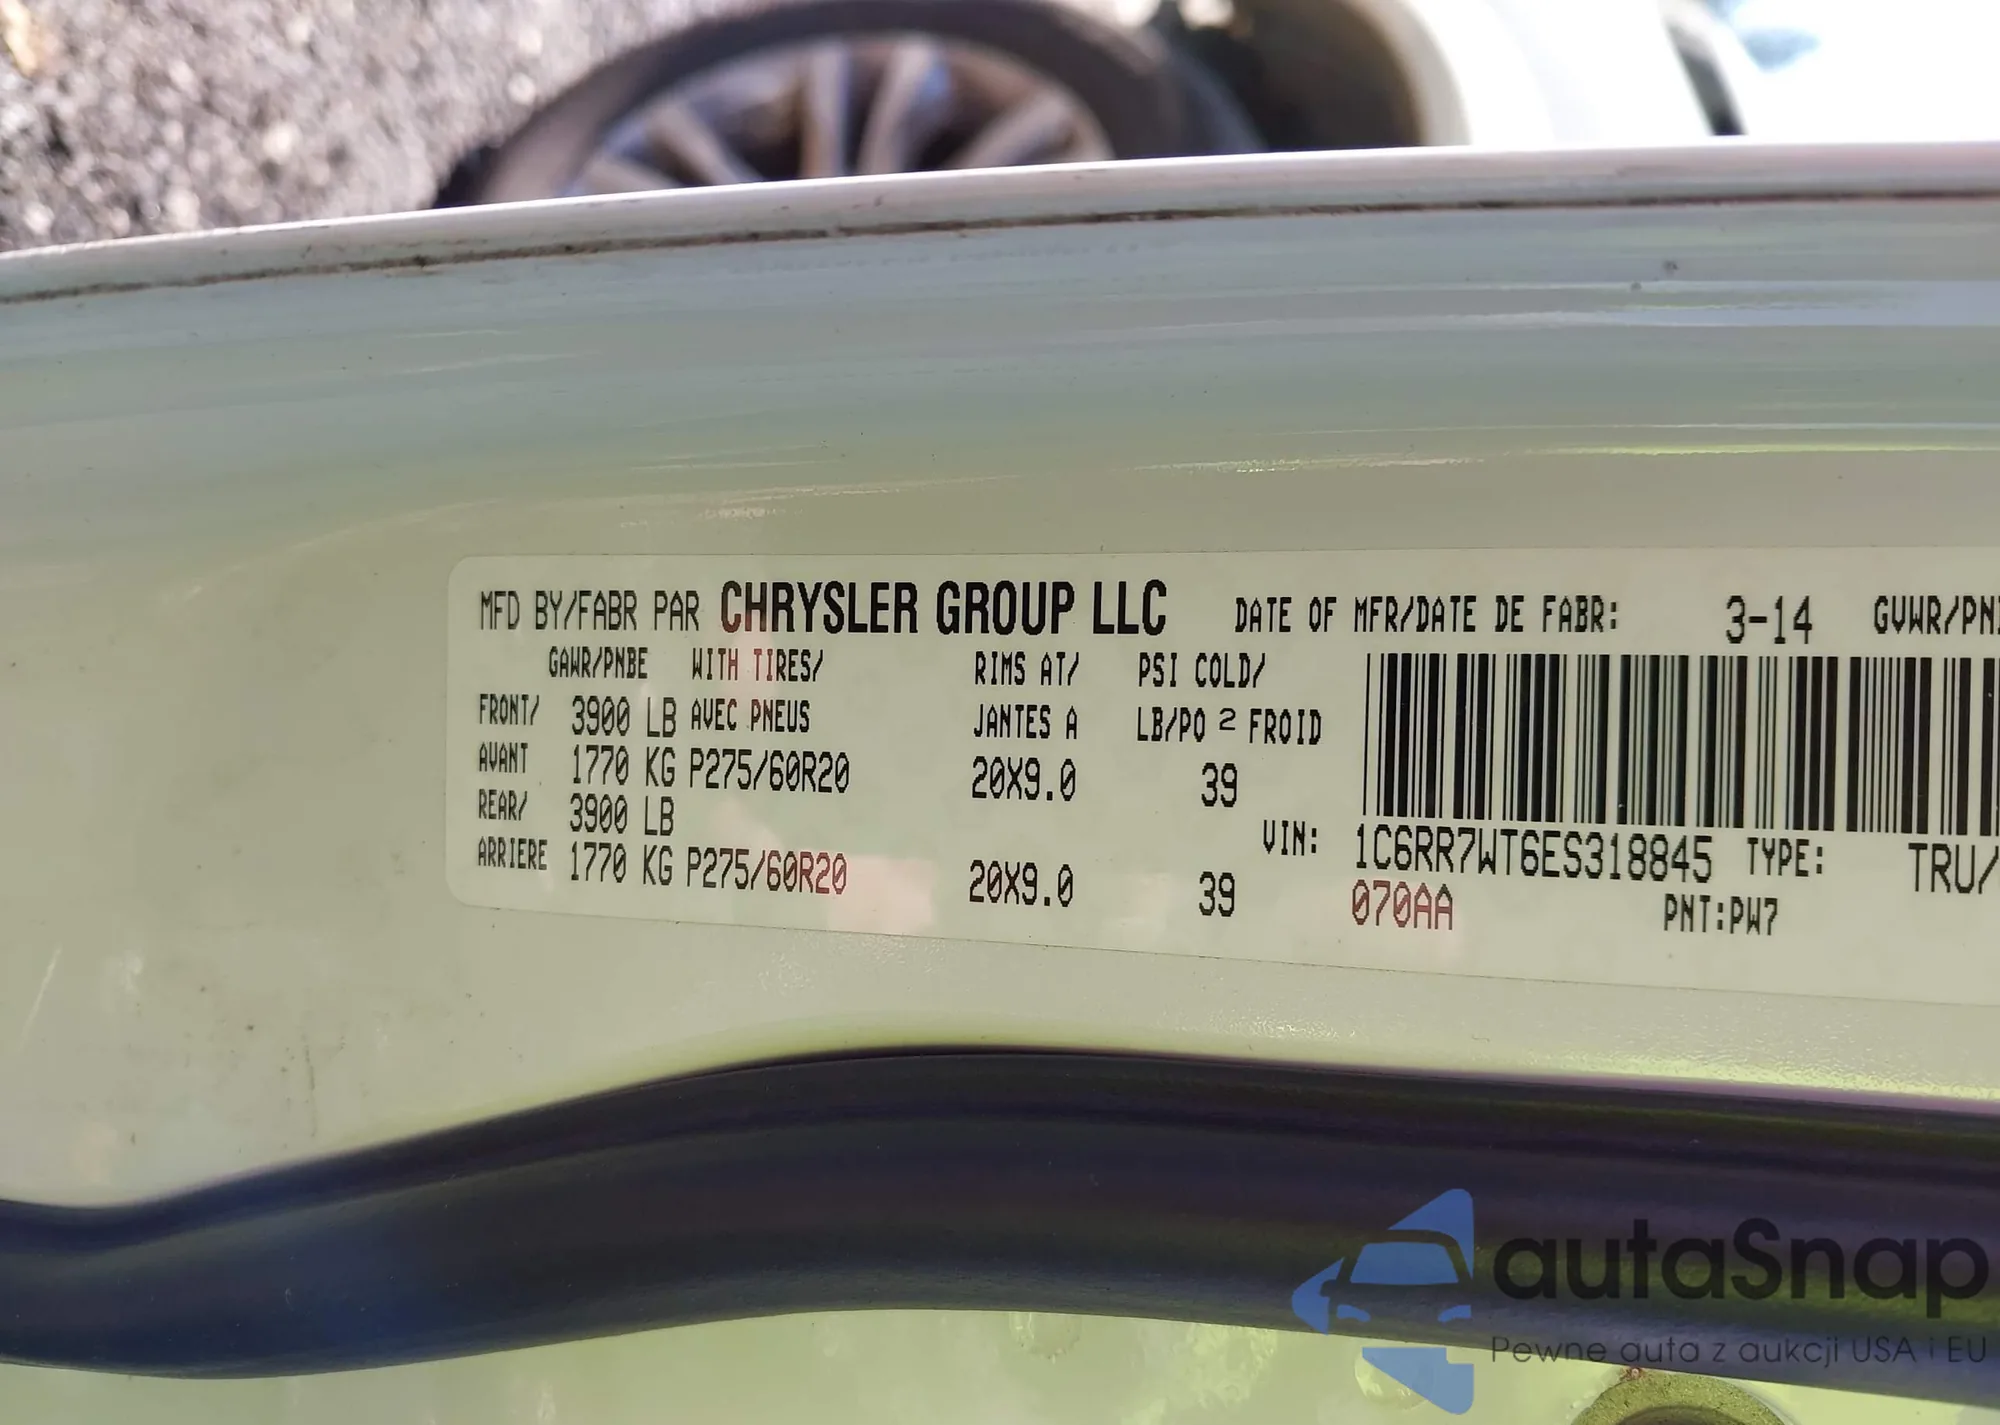 MFD BY/FABR PAR CHRYSLER GROUP LLC DATE OF MFR/DATE DE FABR: 3-14 GVWR/PN
GAWR/PNBE WITH TIRES/ RIMS AT/ PSI COLD/
FRONT/ 3900 LB AVEC PNEUS JANTES A LB/PO 2 FROID
AVANT 1770 KG P275/60R20 20X9.0 39
REAR/ 3900 LB
VIN: 1C6RR7WT6ES318845 TYPE: TRU/
ARRIERE 1770 KG P275/60R20 20X9.0 39
070AA PNT:PW7
autaSnap
Pewne auta z aukcji USA i EU